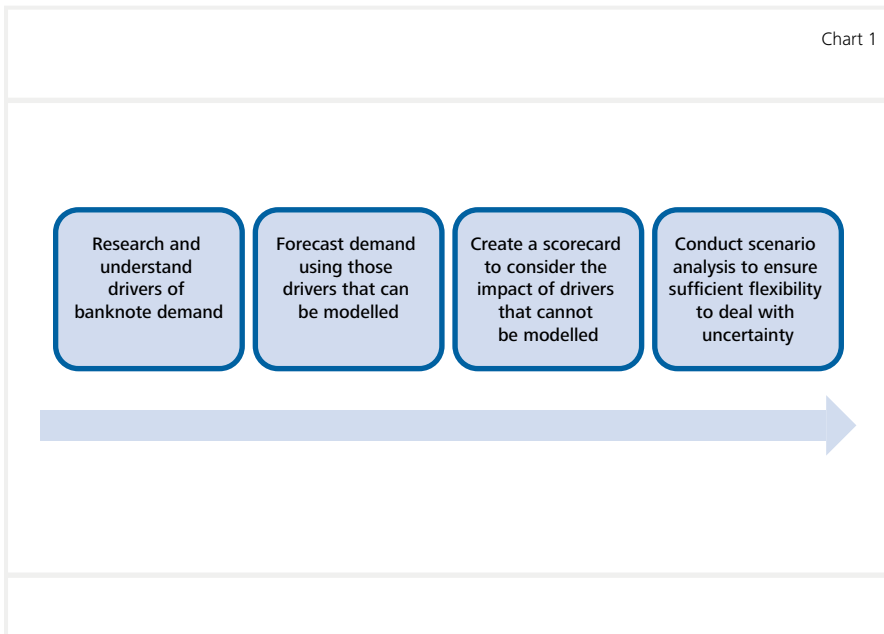 Chart 1
Research and
understand
drivers of
banknote demand
Forecast demand
using those
drivers that can
be modelled
Create a scorecard
to consider the
impact of drivers
that cannot
be modelled
Conduct scenario
analysis to ensure
sufficient flexibility
to deal with
uncertainty